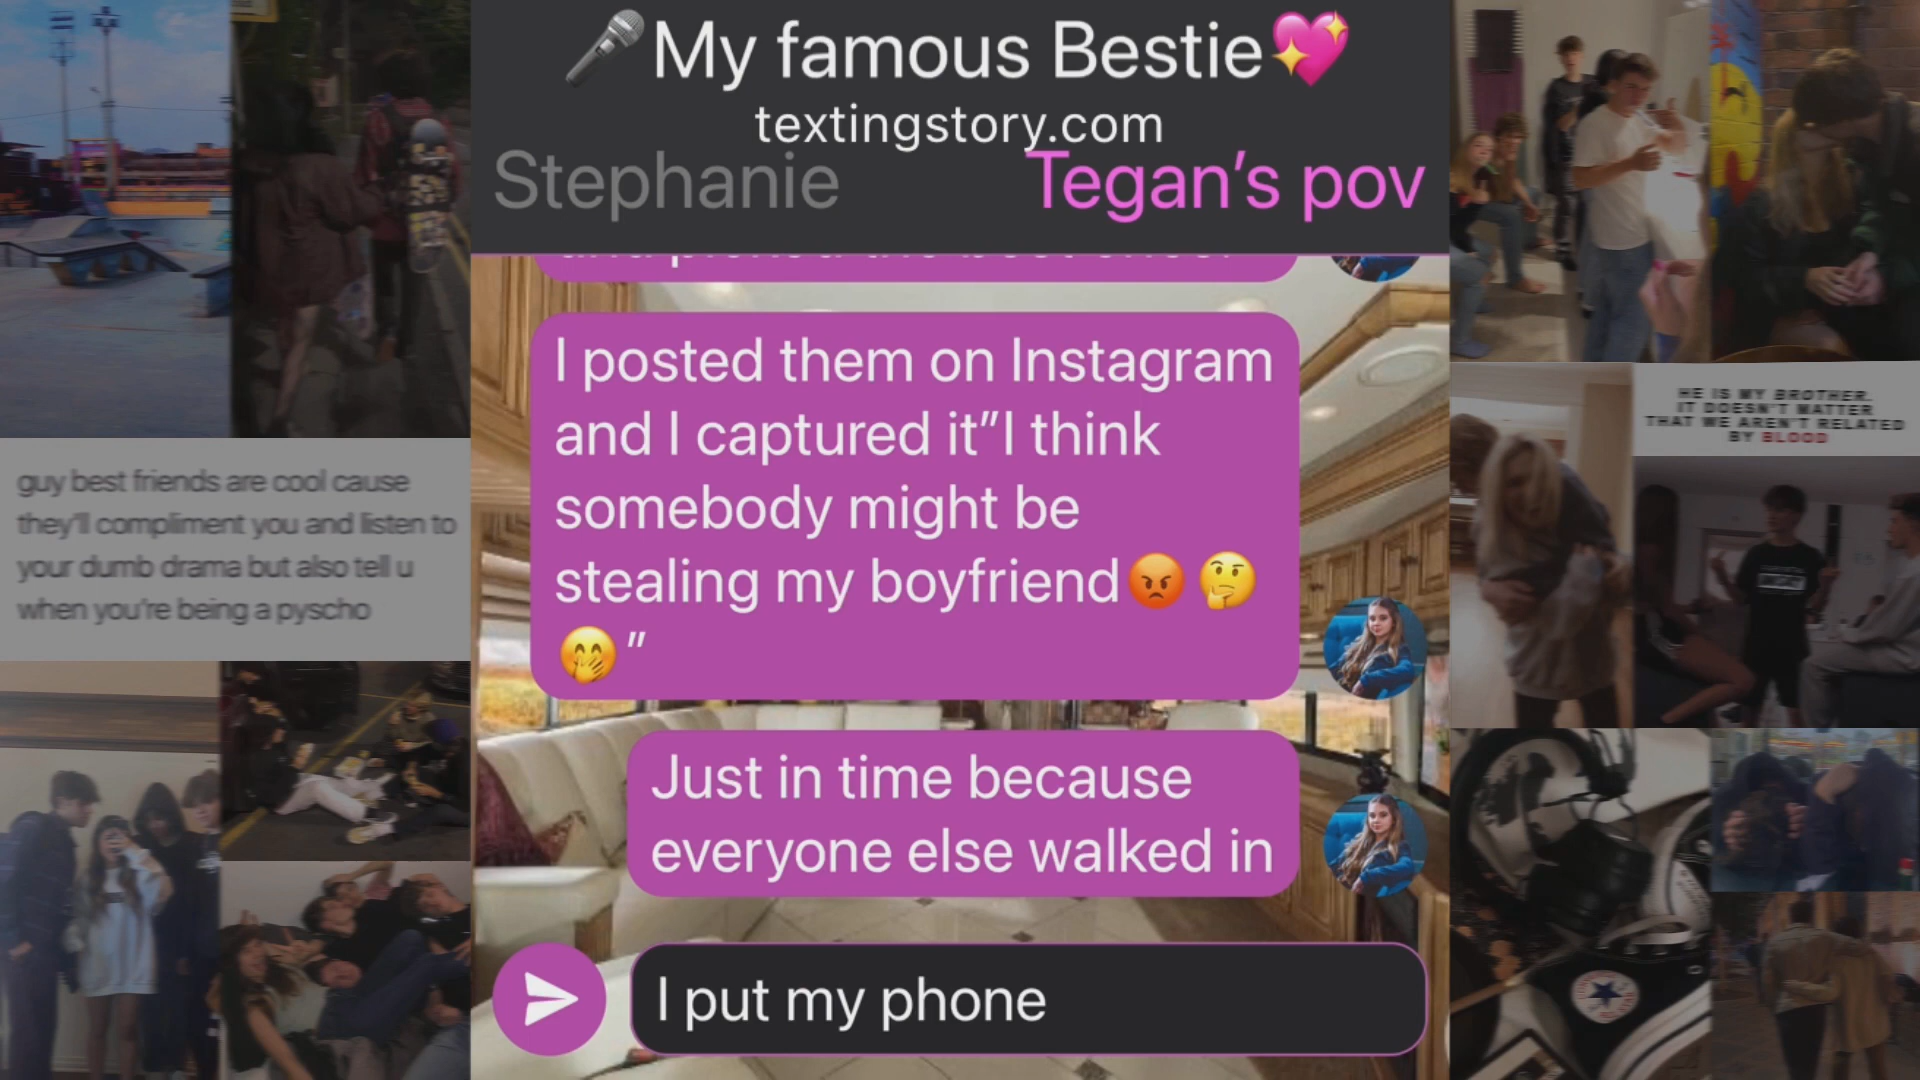 🎤My famous Bestie💖
textingstory.com
Stephanie
Tegan's pov
I posted them on Instagram
and I captured it”I think
somebody might be
stealing my boyfriend😡🤔
🤭”
Just in time because
everyone else walked in
I put my phone
guy best friends are cool cause
they'll compliment you and listen to
your dumb drama but also tell u
when you're being a pyscho
HE IS MY BROTHER.
IT DOESN'T MATTER
THAT WE AREN'T RELATED
BY BLOOD